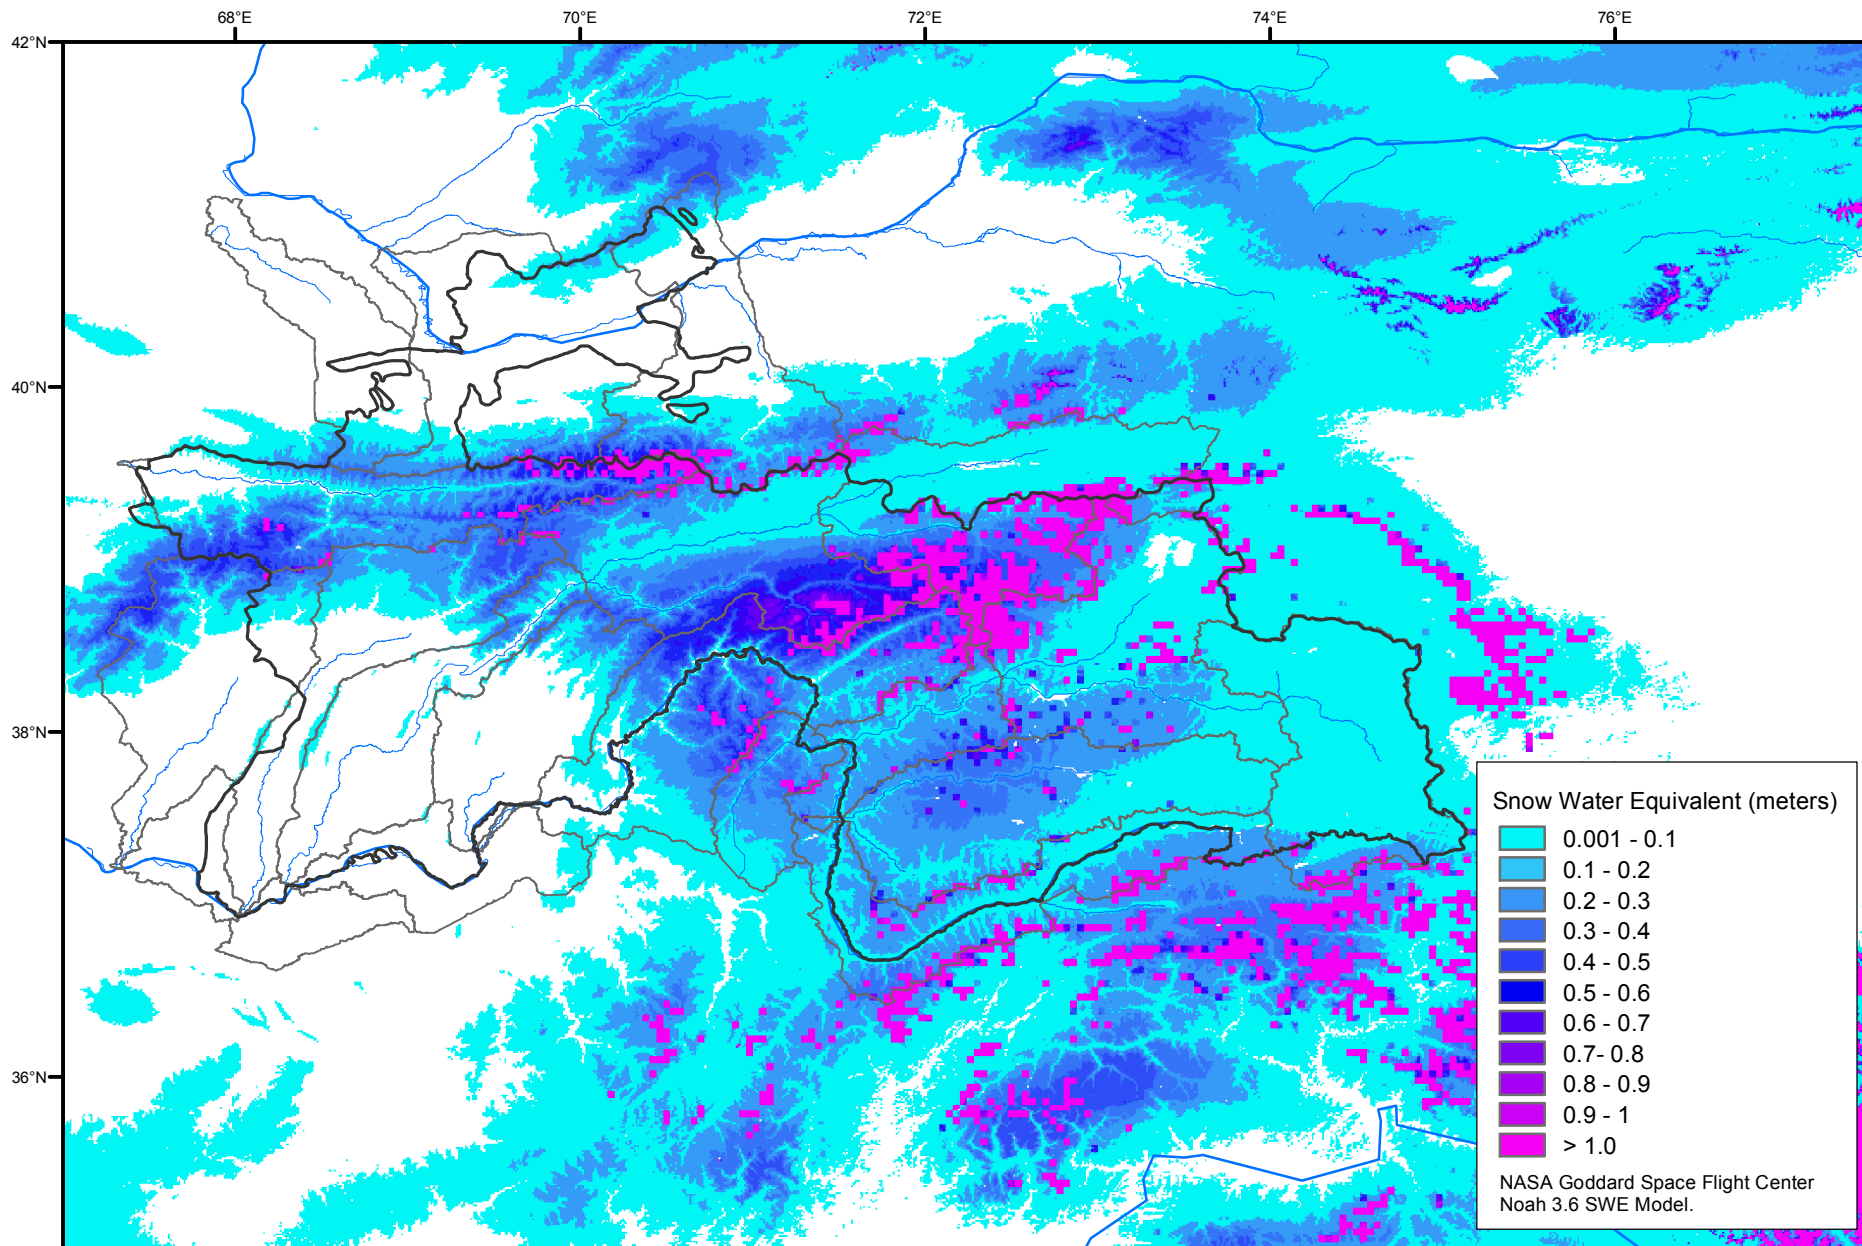 68°E
70°E
72°E
74°E
76°E
42°N
40°N
38°N
36°N
Snow Water Equivalent (meters)
0.001 - 0.1
0.1 - 0.2
0.2 - 0.3
0.3 - 0.4
0.4 - 0.5
0.5 - 0.6
0.6 - 0.7
0.7- 0.8
0.8 - 0.9
0.9 - 1
> 1.0
NASA Goddard Space Flight Center
Noah 3.6 SWE Model.